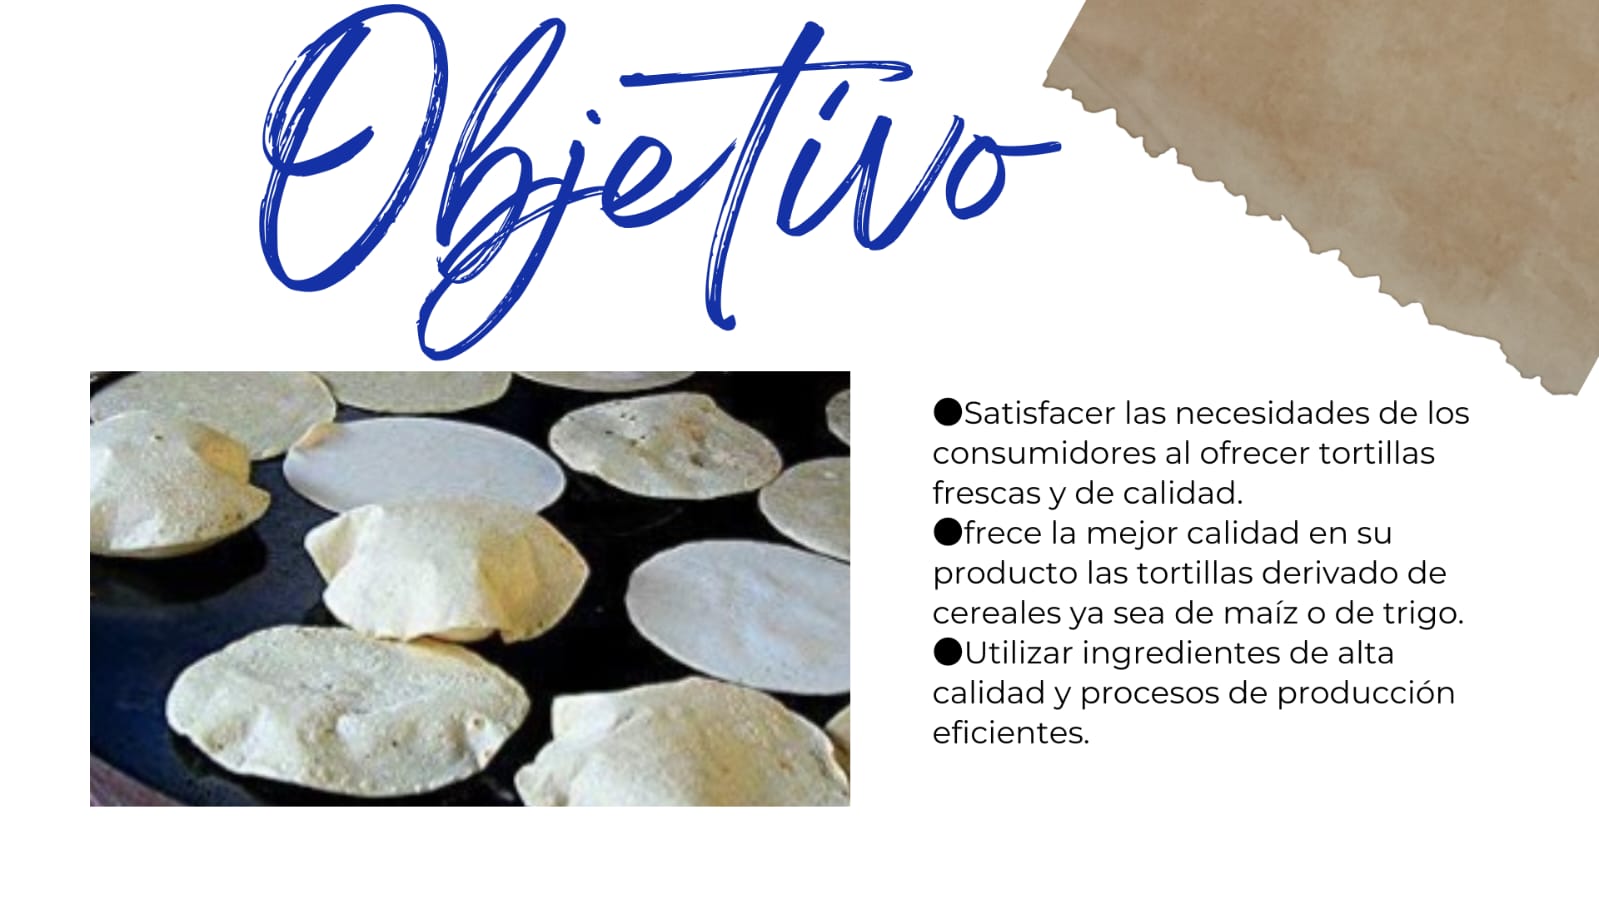 Objetivo
●Satisfacer las necesidades de los
consumidores al ofrecer tortillas
frescas y de calidad.
●frece la mejor calidad en su
producto las tortillas derivado de
cereales ya sea de maíz o de trigo.
●Utilizar ingredientes de alta
calidad y procesos de producción
eficientes.